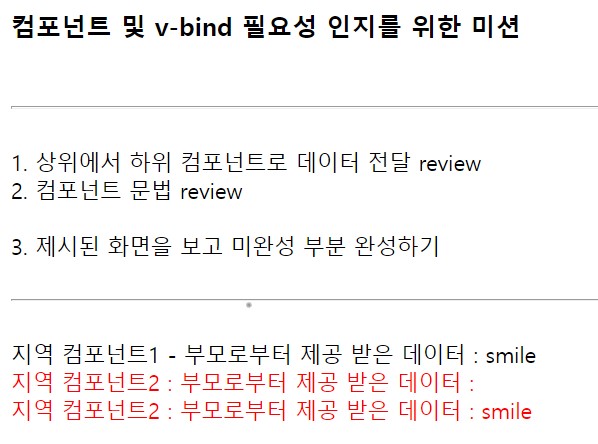 컴포넌트 및 v-bind 필요성 인지를 위한 미션
1. 상위에서 하위 컴포넌트로 데이터 전달 review
2. 컴포넌트 문법 review
3. 제시된 화면을 보고 미완성 부분 완성하기
지역 컴포넌트1 - 부모로부터 제공 받은 데이터 : smile
지역 컴포넌트2 : 부모로부터 제공 받은 데이터 :
지역 컴포넌트2 : 부모로부터 제공 받은 데이터 : smile